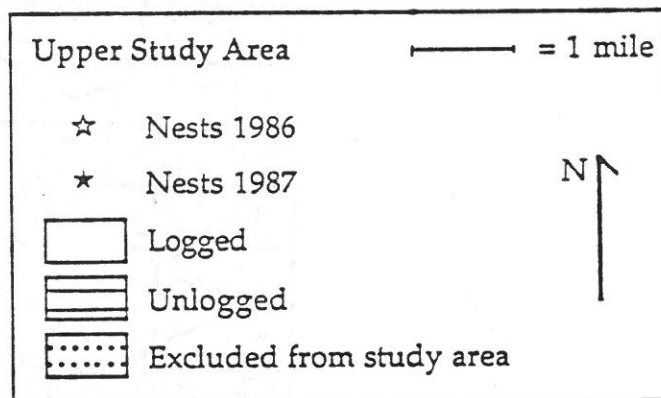 Upper Study Area = 1 mile
Nests 1986
Nests 1987
N
Logged
Unlogged
Excluded from study area